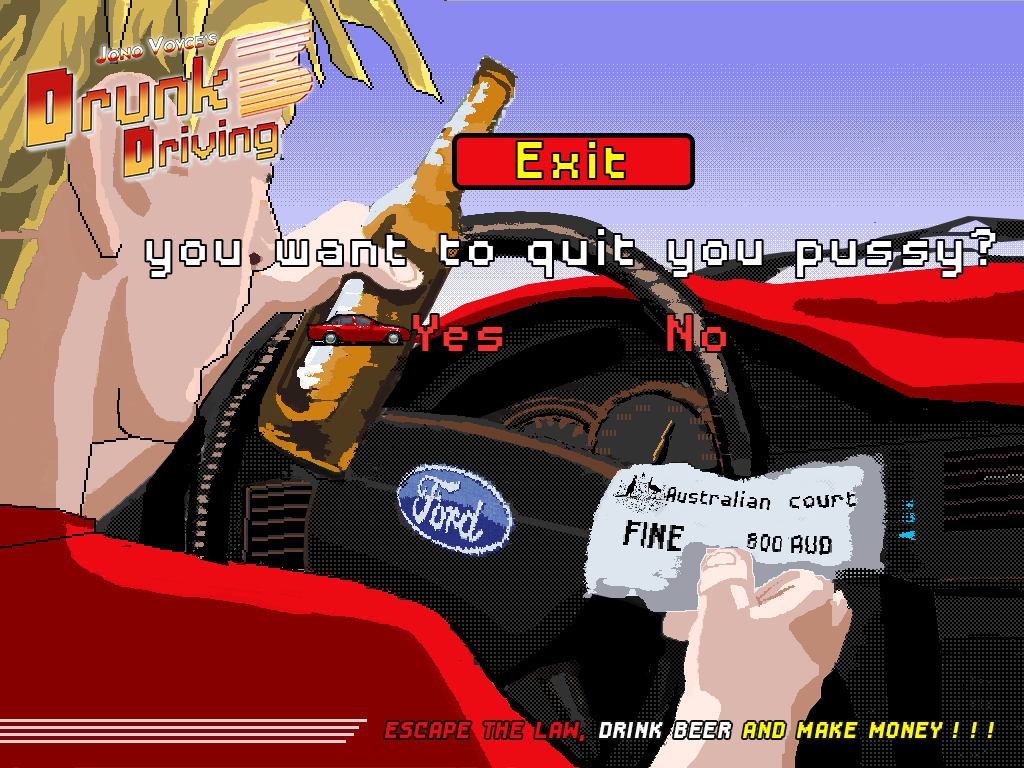 Jono Voyce's
Drunk
Driving
Exit
you want to quit you pussy?
Yes No
Ford
Australian court
FINE 800 AUD
AUX
ESCAPE THE LAW, DRINK BEER AND MAKE MONEY!!!